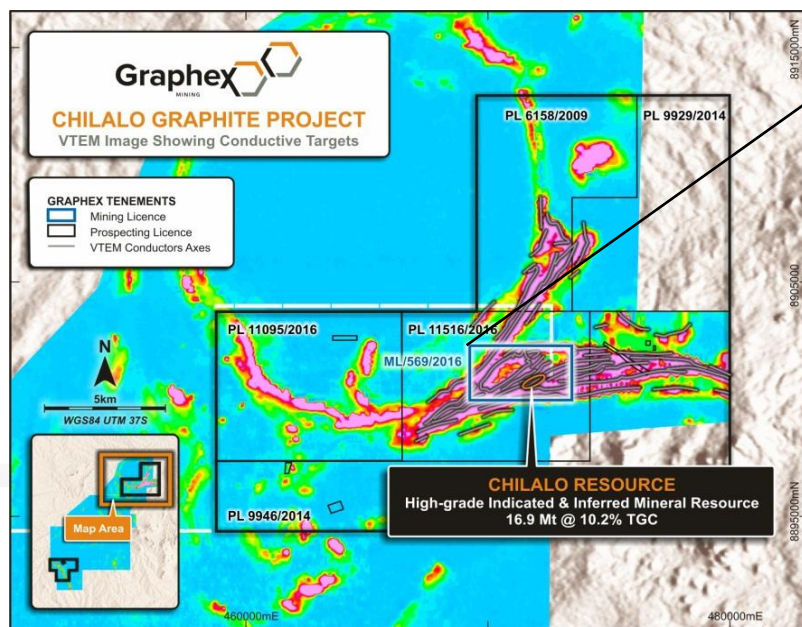 Graphex
MINING
CHILALO GRAPHITE PROJECT
VTEM Image Showing Conductive Targets
GRAPHEX TENEMENTS
Mining Licence
Prospecting Licence
VTEM Conductors Axes
PL 6158/2009
PL 9929/2014
8915000mN
8905000
PL 11095/2016
PL 11516/2016
ML/569/2016
N
5km
WGS84 UTM 37S
CHILALO RESOURCE
High-grade Indicated & Inferred Mineral Resource
16.9 Mt @ 10.2% TGC
PL 9946/2014
Map Area
8895000mN
460000mE
480000mE